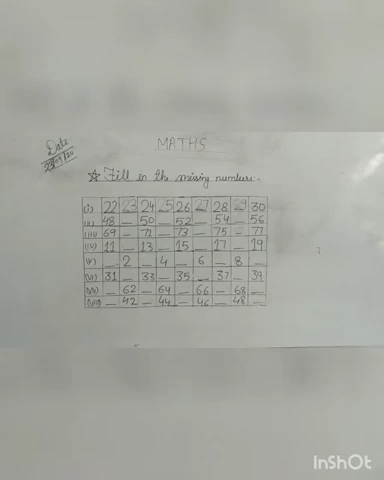 MATHS
Date
23/09/20
☆ Fill in the missing numbers.
(i) 22 23 24 25 26 27 28 29 30
(ii) 48 _ 50 _ 52 _ 54 _ 56
(iii) 69 _ 71 _ 73 _ 75 _ 77
(iv) 11 _ 13 _ 15 _ 17 _ 19
(v) _ 2 _ 4 _ 6 _ 8 _
(vi) 31 _ 33 _ 35 _ 37 _ 39
(vii) _ 62 _ 64 _ 66 _ 68 _
(viii) _ 42 _ 44 _ 46 _ 48 _
InShOt